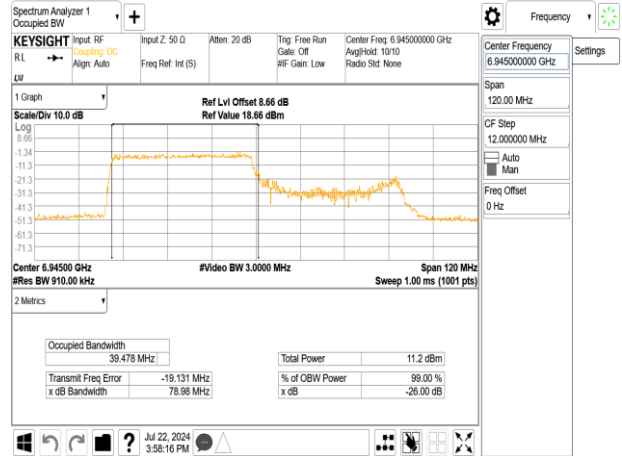 Spectrum Analyzer 1
Occupied BW
Frequency
KEYSIGHT
RL
Input: RF
Coupling: DC
Align: Auto
Input Z: 50 Ω
Freq Ref: Int (S)
Atten: 20 dB
Trig: Free Run
Gate: Off
#IF Gain: Low
Center Freq: 6.945000000 GHz
Avg|Hold: 10/10
Radio Std: None
Center Frequency
6.945000000 GHz
Settings
Span
120.00 MHz
CF Step
12.000000 MHz
Auto
Man
Freq Offset
0 Hz
1 Graph
Scale/Div 10.0 dB
Ref Lvl Offset 8.66 dB
Ref Value 18.66 dBm
Log
8.66
-1.34
-11.3
-21.3
-31.3
-41.3
-51.3
-61.3
-71.3
Center 6.94500 GHz
#Video BW 3.0000 MHz
Span 120 MHz
#Res BW 910.00 kHz
Sweep 1.00 ms (1001 pts)
2 Metrics
Occupied Bandwidth
39.478 MHz
Total Power 11.2 dBm
Transmit Freq Error -19.131 MHz
% of OBW Power 99.00 %
x dB Bandwidth 78.98 MHz
x dB -26.00 dB
Jul 22, 2024
3:58:16 PM